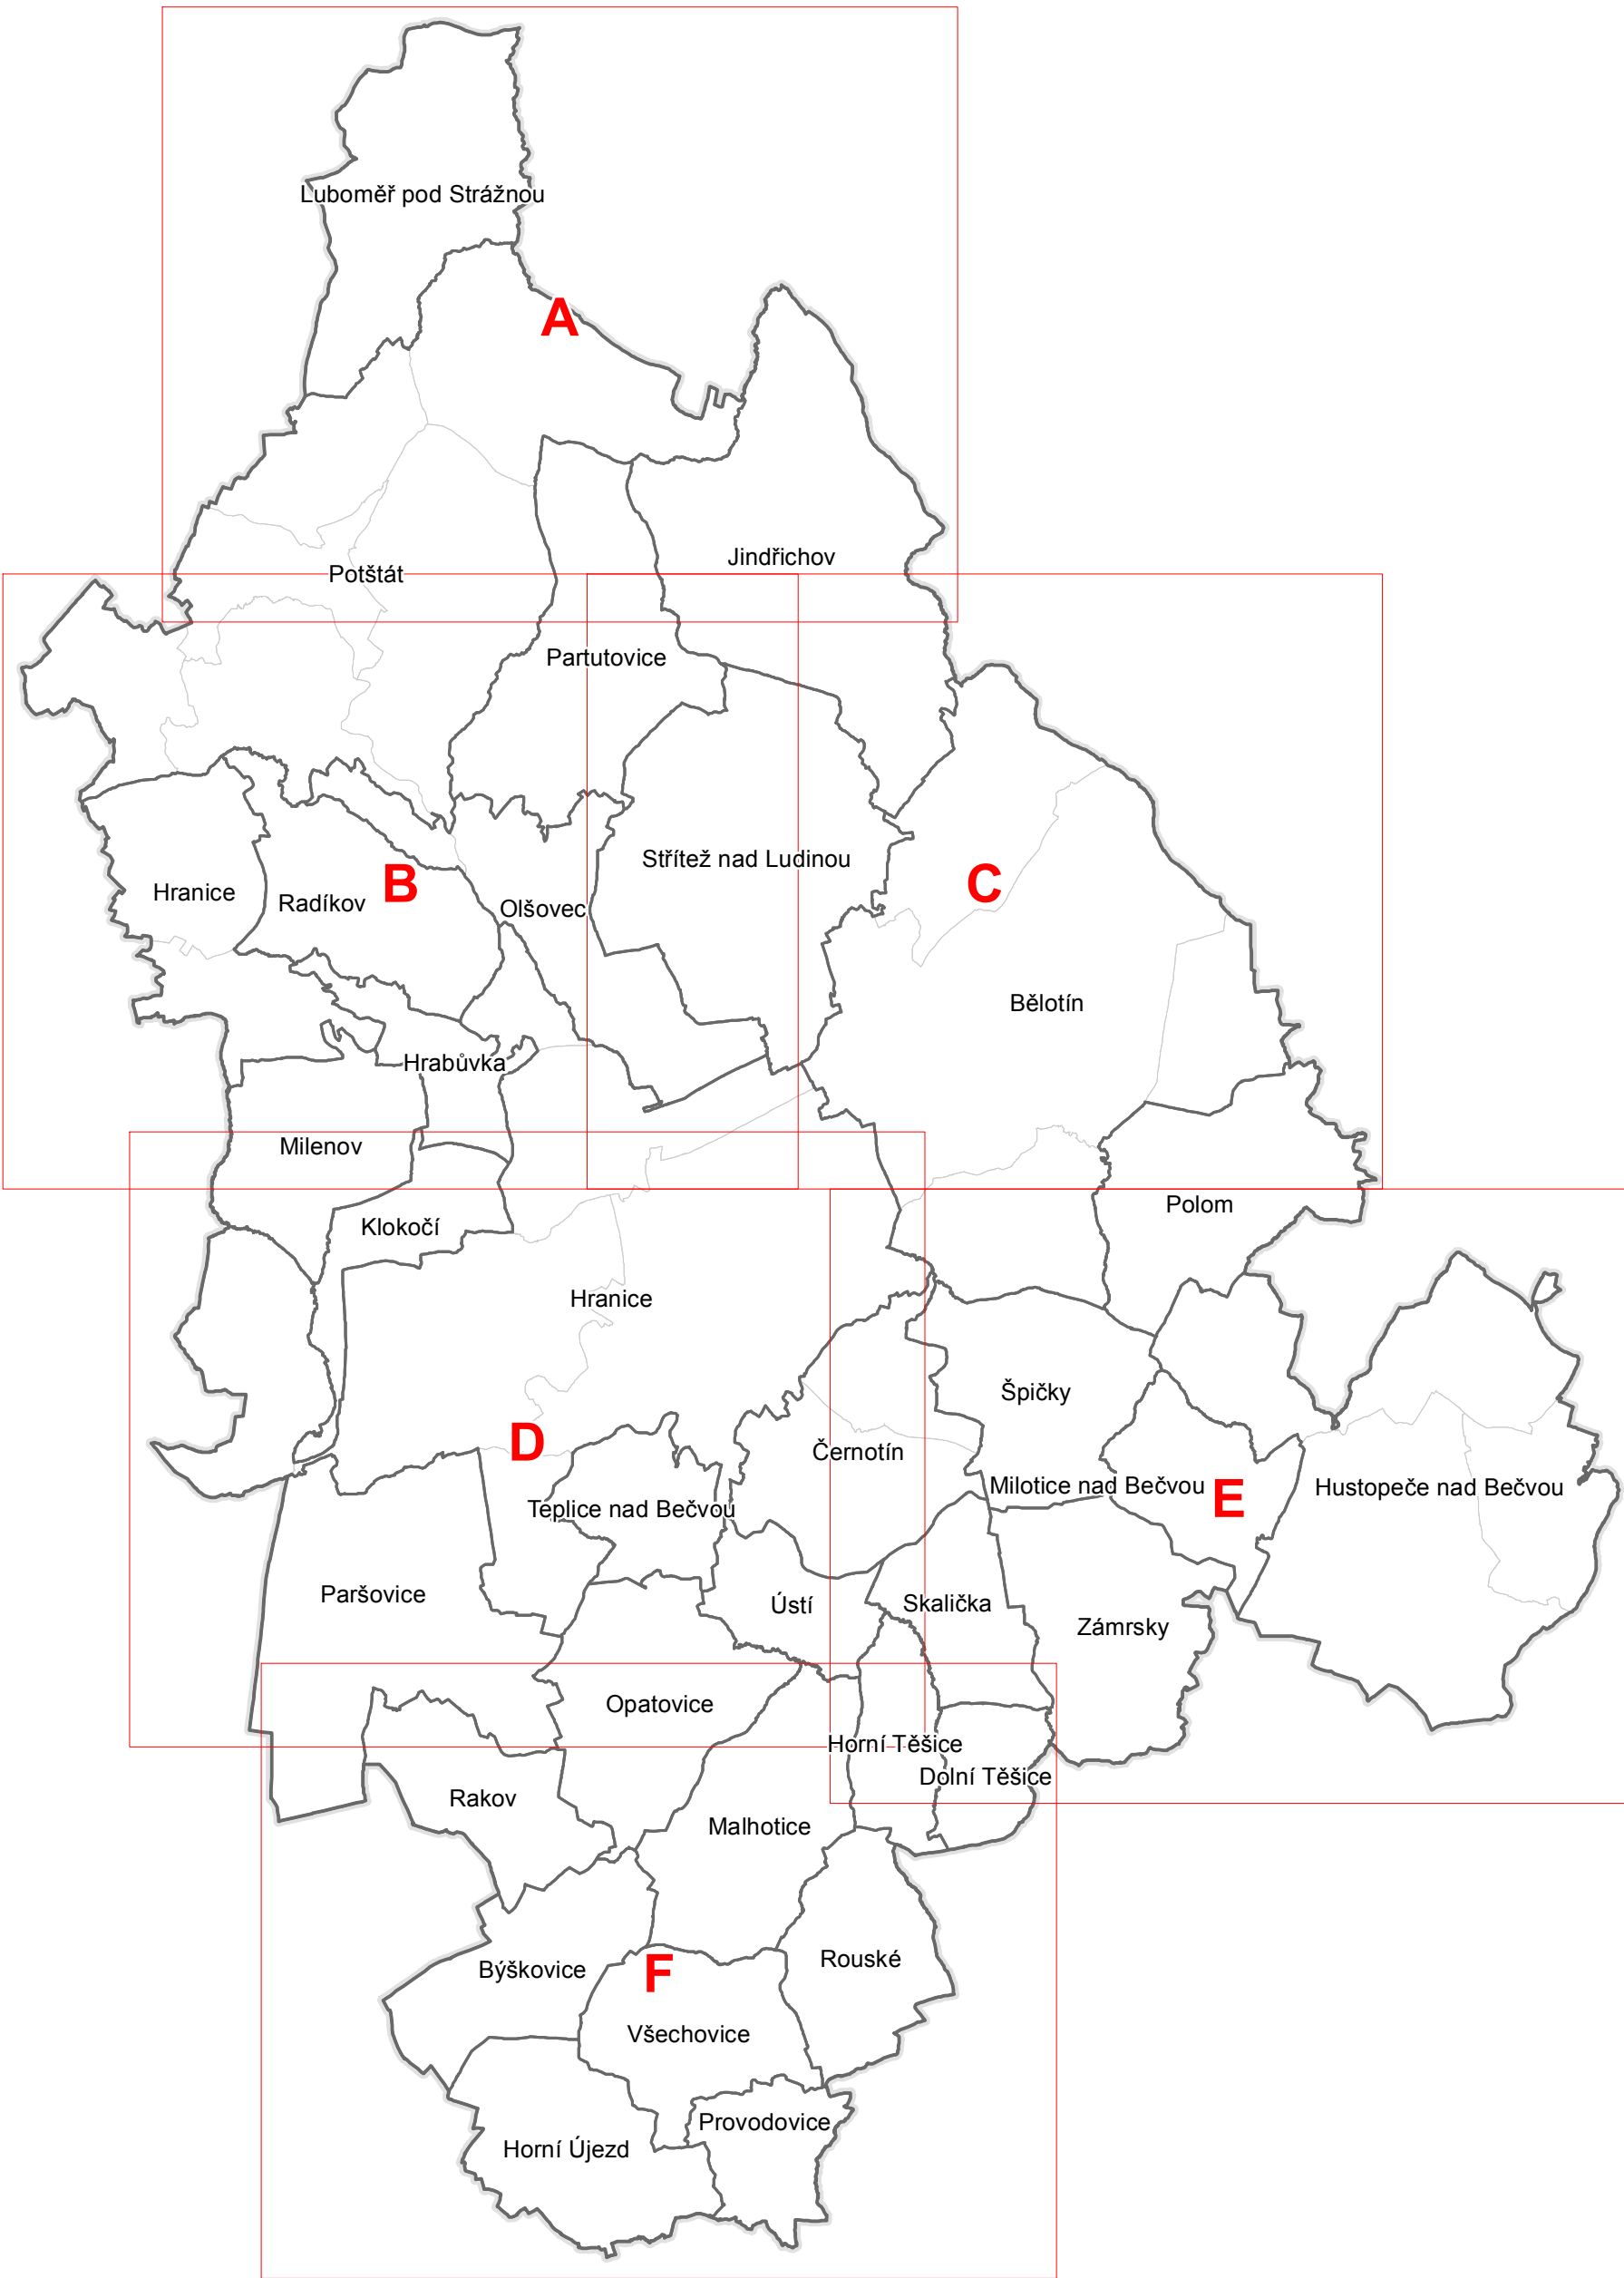 Luboměř pod Strážnou
A
Jindřichov
Potštát
Partutovice
Střítež nad Ludinou
B
C
Hranice
Radíkov
Olšovec
Bělotín
Hrabůvka
Milenov
Polom
Klokočí
Hranice
Špičky
D
Černotín
Milotice nad Bečvou
E
Hustopeče nad Bečvou
Teplice nad Bečvou
Paršovice
Ústí
Skalička
Zámrsky
Opatovice
Horní Těšice
Dolní Těšice
Rakov
Malhotice
Býškovice
F
Rouské
Všechovice
Provodovice
Horní Újezd